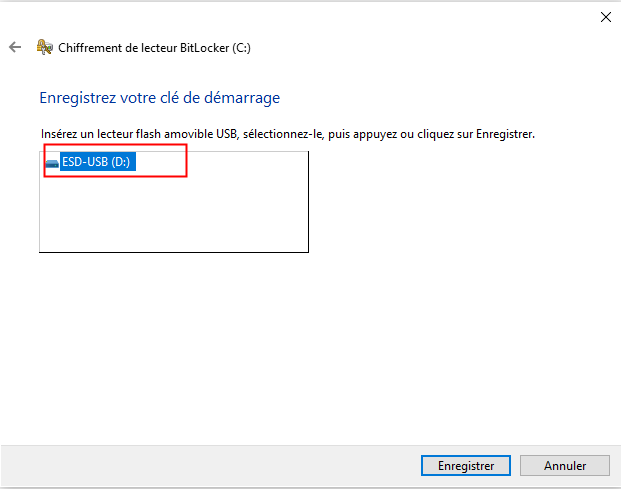 Chiffrement de lecteur BitLocker (C:)
Enregistrez votre clé de démarrage
Insérez un lecteur flash amovible USB, sélectionnez-le, puis appuyez ou cliquez sur Enregistrer.
ESD-USB (D:)
Enregistrer
Annuler